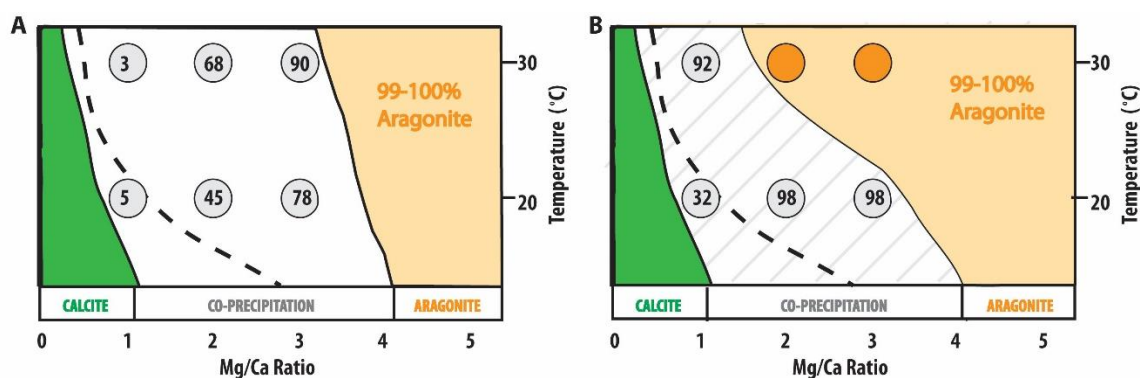 A
3
68
90
99-100%
Aragonite
5
45
78
30
20
Temperature (°C)
CALCITE
CO-PRECIPITATION
ARAGONITE
0 1 2 3 4 5
Mg/Ca Ratio
B
92
99-100%
Aragonite
32
98
98
30
20
Temperature (°C)
CALCITE
CO-PRECIPITATION
ARAGONITE
0 1 2 3 4 5
Mg/Ca Ratio